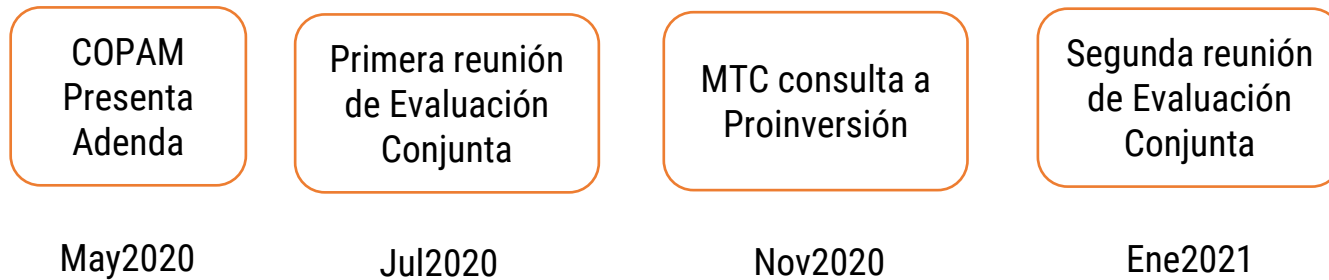 COPAM
Presenta
Adenda
Primera reunión
de Evaluación
Conjunta
MTC consulta a
Proinversión
Segunda reunión
de Evaluación
Conjunta
May2020
Jul2020
Nov2020
Ene2021